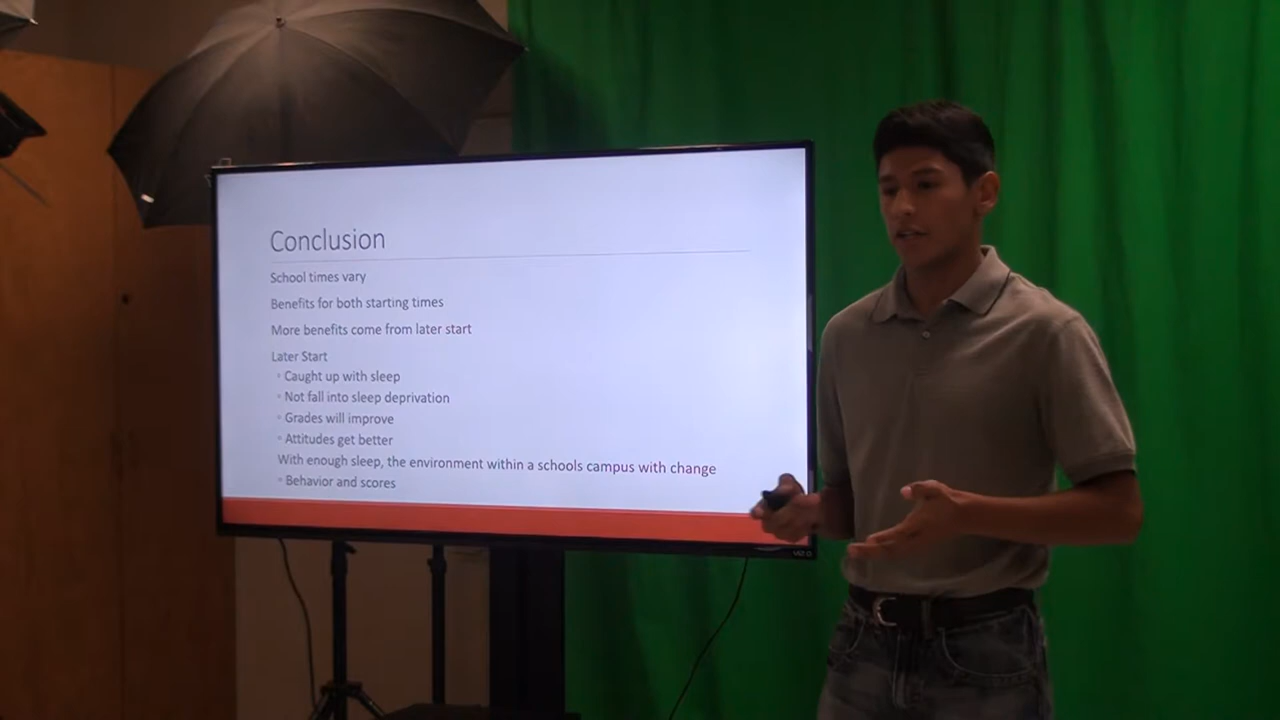 Conclusion
School times vary
Benefits for both starting times
More benefits come from later start
Later Start
Caught up with sleep
Not fall into sleep deprivation
Grades will improve
Attitudes get better
With enough sleep, the environment within a schools campus with change
Behavior and scores
VIZIO